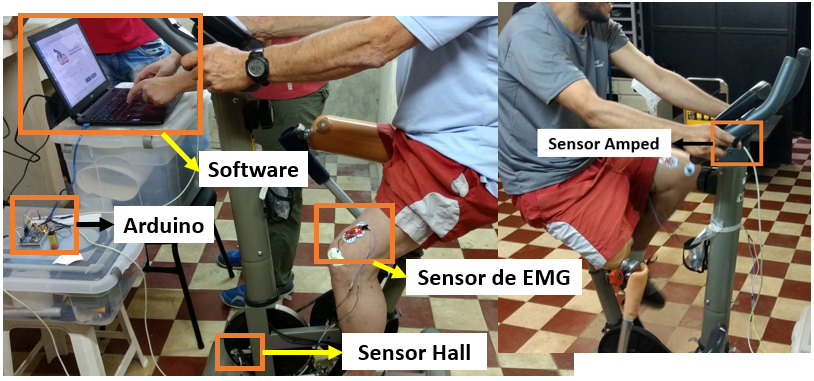 Software
Sensor Amped
Arduino
Sensor de EMG
Sensor Hall